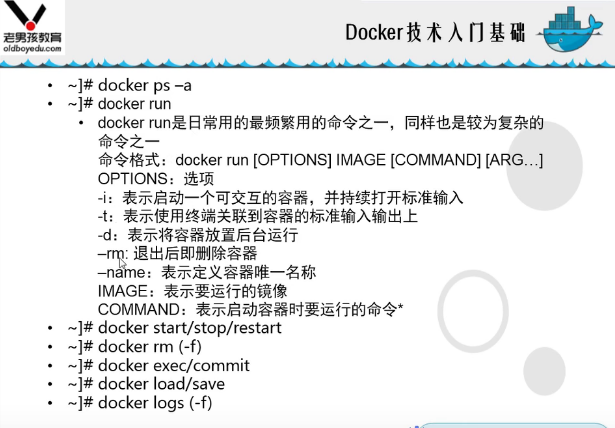 老男孩教育
oldboyedu.com
Docker技术入门基础
• ~]# docker ps –a
• ~]# docker run
• docker run是日常用的最频繁用的命令之一，同样也是较为复杂的
命令之一
命令格式：docker run [OPTIONS] IMAGE [COMMAND] [ARG…]
OPTIONS：选项
-i：表示启动一个可交互的容器，并持续打开标准输入
-t：表示使用终端关联到容器的标准输入输出上
-d：表示将容器放置后台运行
–rm: 退出后即删除容器
–name：表示定义容器唯一名称
IMAGE：表示要运行的镜像
COMMAND：表示启动容器时要运行的命令*
• ~]# docker start/stop/restart
• ~]# docker rm (-f)
• ~]# docker exec/commit
• ~]# docker load/save
• ~]# docker logs (-f)